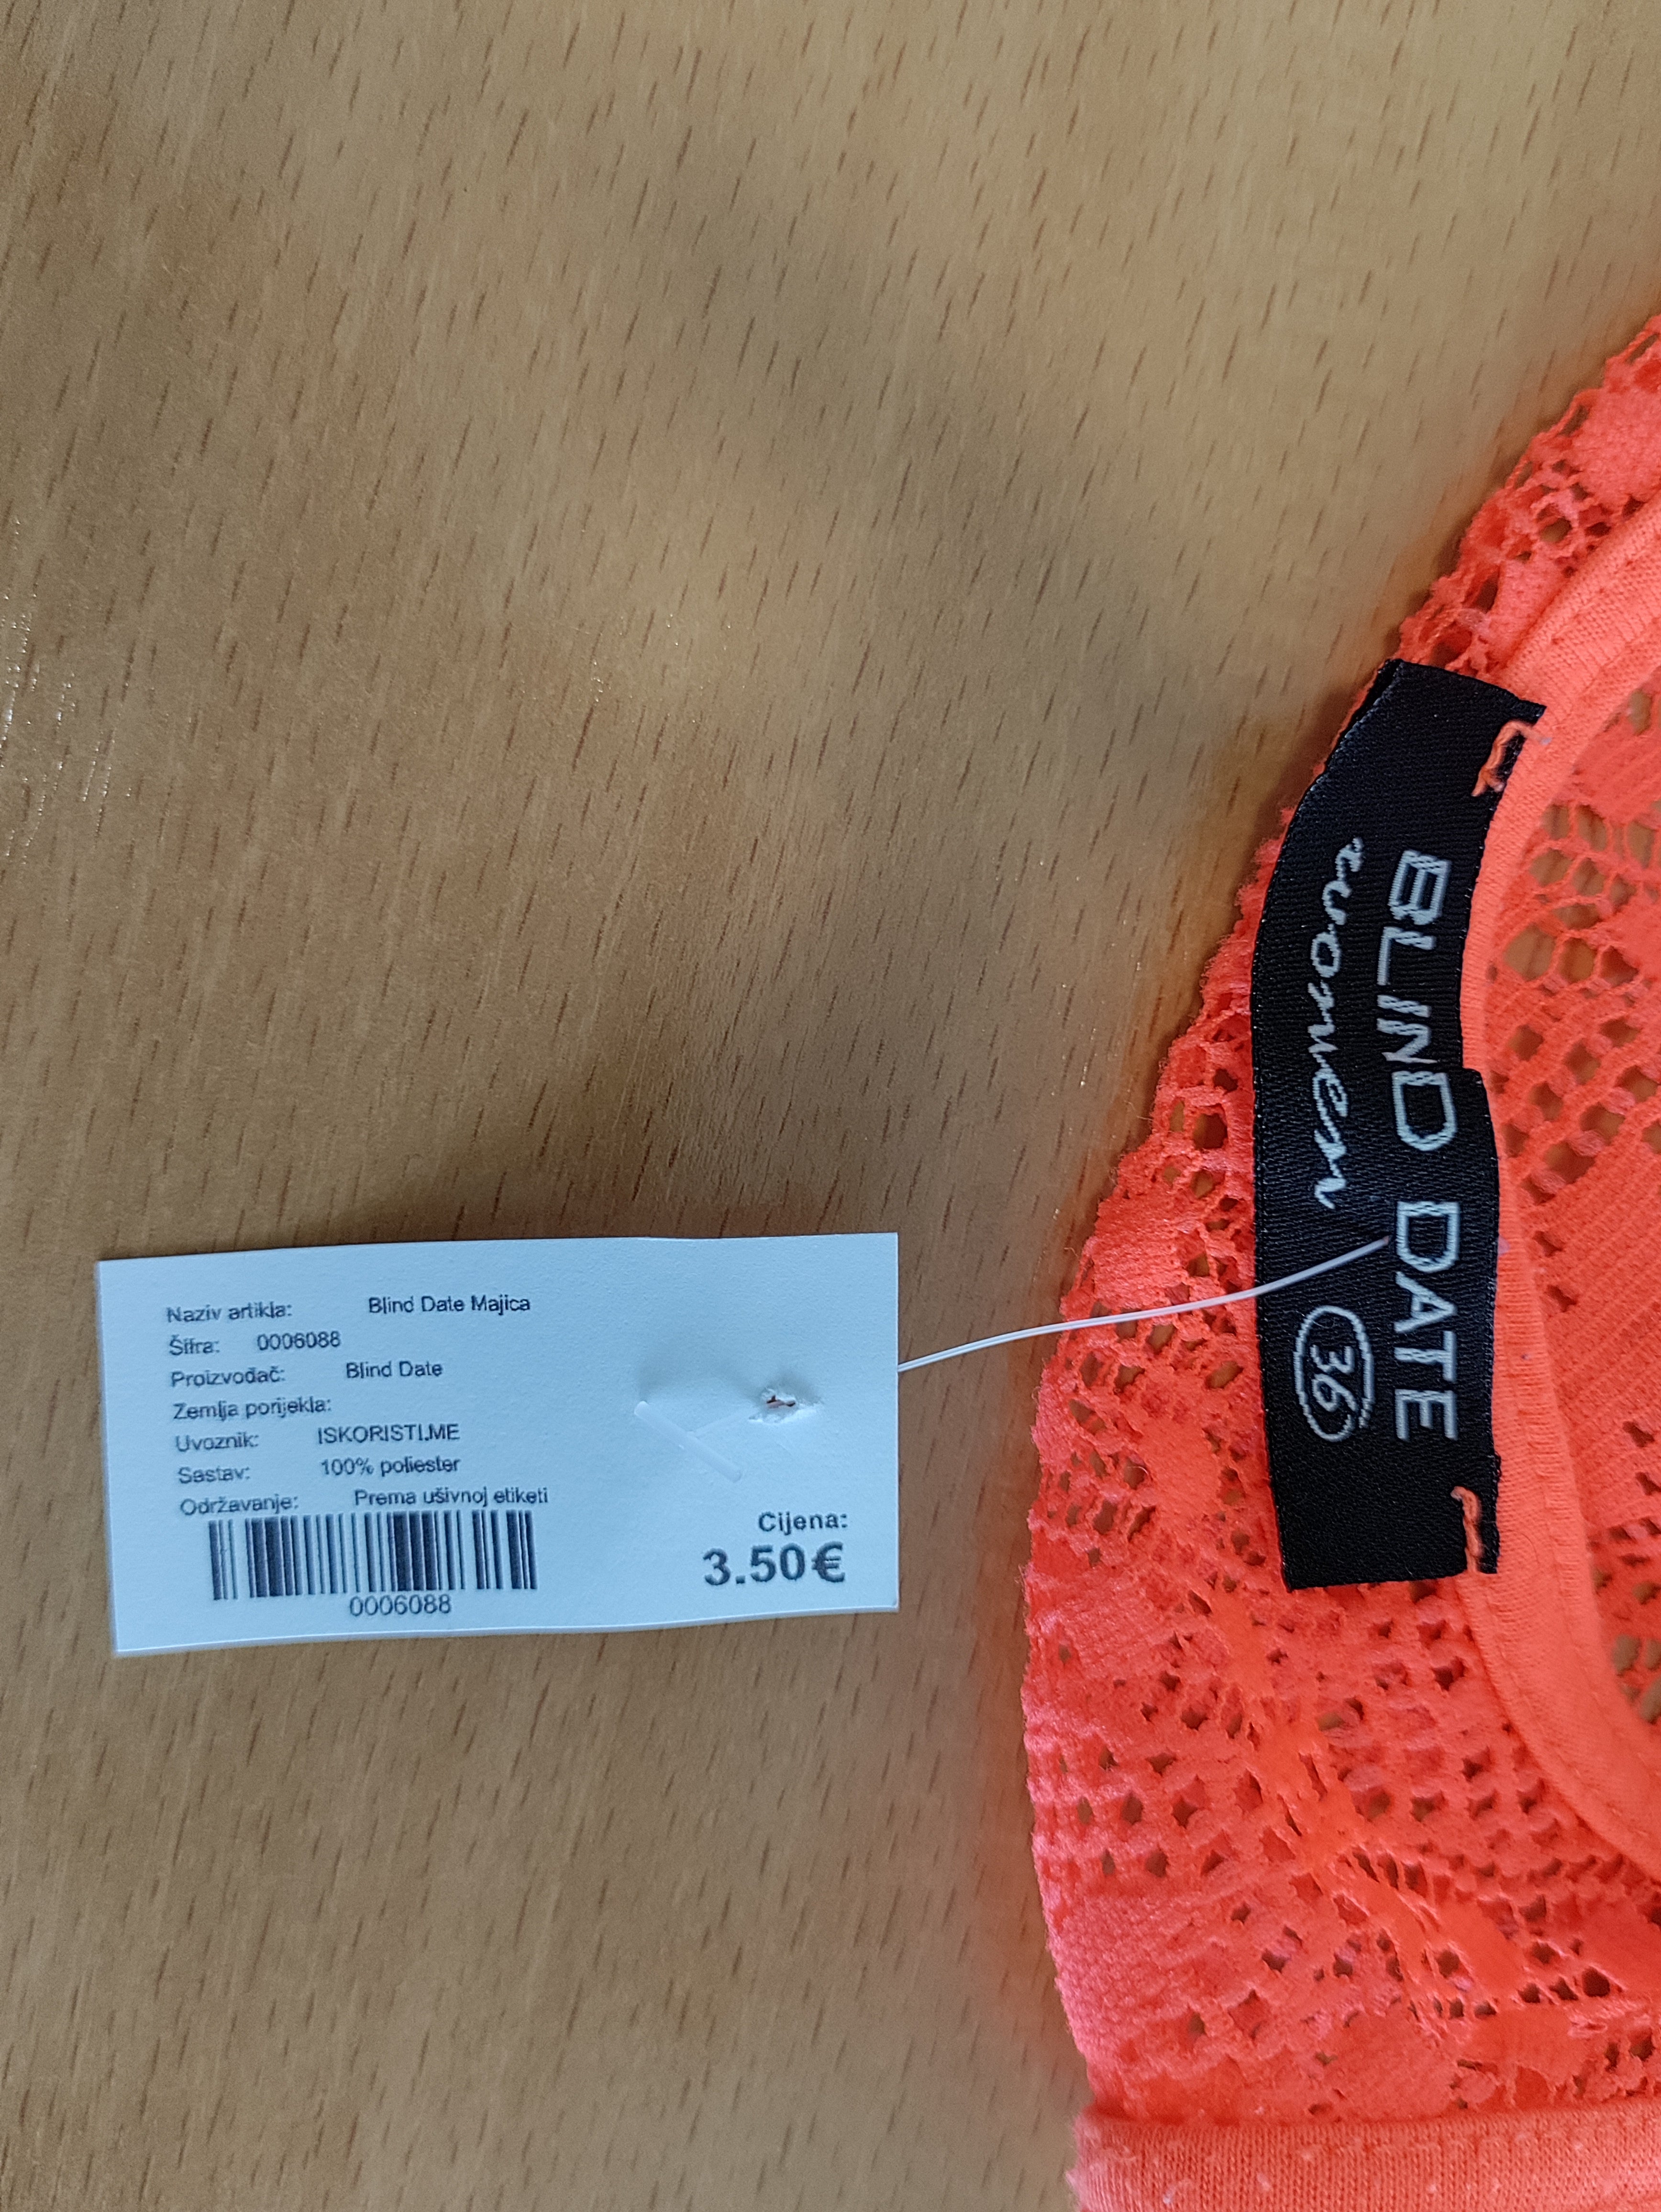 Naziv artikla: Blind Date Majica
Šifra: 0006088
Proizvođač: Blind Date
Zemlja porijekla:
Uvoznik: ISKORISTI.ME
Sastav: 100% poliester
Održavanje: Prema ušivnoj etiketi
0006088
Cijena:
3.50€
BLIND DATE
women 36